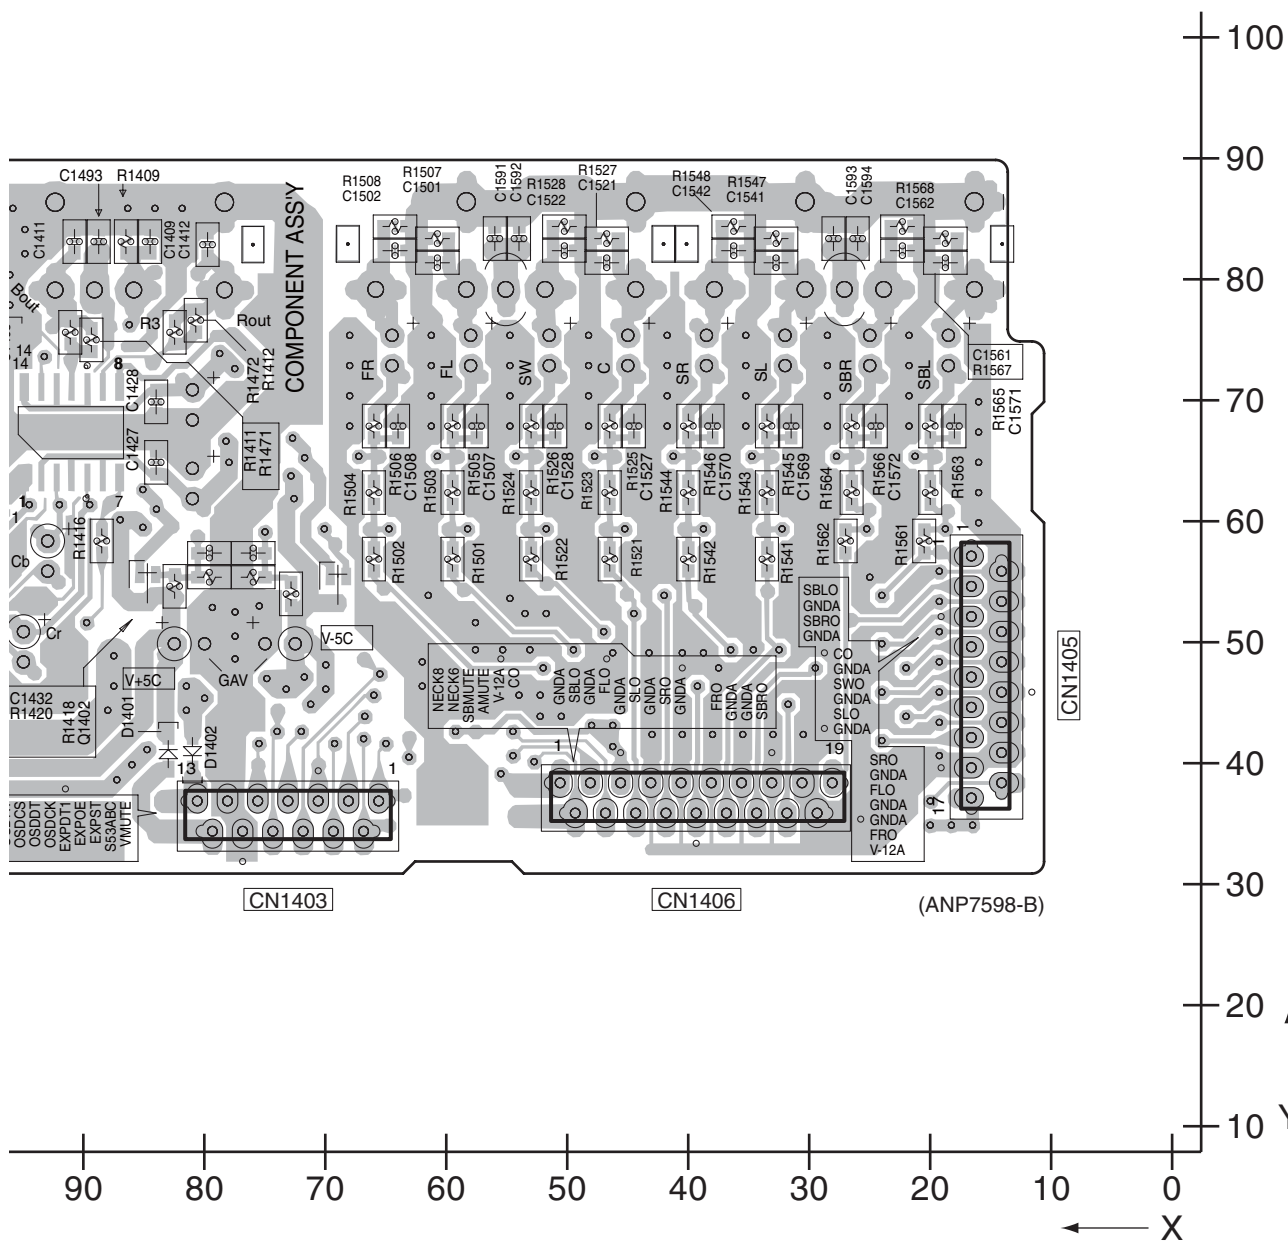 100
90
80
70
60
50
40
30
20
10
C1493
R1409
R1508
C1502
R1507
C1501
C1591
C1592
R1528
C1522
R1527
C1521
R1548
C1542
R1547
C1541
C1593
C1594
R1568
C1562
C1411
C1409
C1412
COMPONENT ASS'Y
Bout
R3
Rout
14
14
8
R1472
R1412
C1428
FR
FL
SW
C
SR
SL
SBR
SBL
C1561
R1567
R1565
C1571
C1427
R1411
R1471
R1504
R1506
C1508
R1503
R1505
C1507
R1524
R1526
C1528
R1523
R1525
C1527
R1544
R1546
C1570
R1543
R1545
C1569
R1564
R1566
C1572
R1563
1
1
7
R1416
Cb
Cr
R1502
R1501
R1522
R1521
R1542
R1541
R1562
R1561
1
SBLO
GNDA
SBRO
GNDA
CO
GNDA
SWO
GNDA
SLO
GNDA
SRO
GNDA
FLO
GNDA
GNDA
FRO
V-12A
CN1405
V-5C
V+5C
GAV
C1432
R1420
R1418
Q1402
D1401
D1402
NECK8
NECK6
SBMUTE
AMUTE
V-12A
CO
GNDA
SBLO
GNDA
FLO
GNDA
SLO
GNDA
SRO
GNDA
FRO
GNDA
GNDA
SBRO
1
19
13
1
17
OSDCS
OSDDT
OSDCK
EXPDT1
EXPOE
EXPST
S53ABC
VMUTE
CN1403
CN1406
(ANP7598-B)
90
80
70
60
50
40
30
20
10
0
X